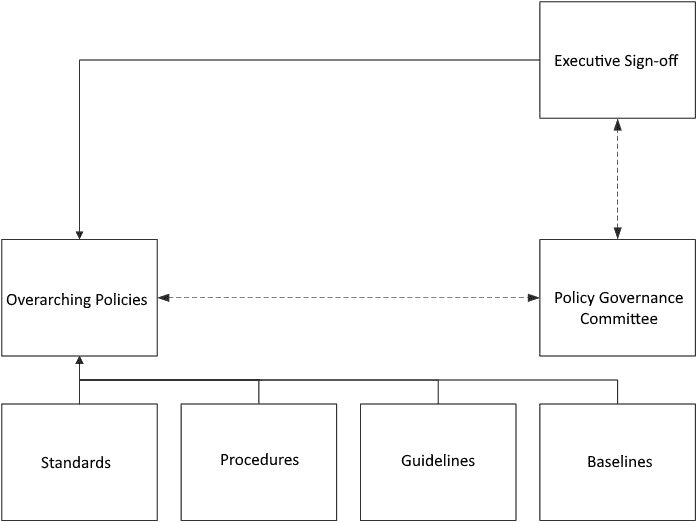 Executive Sign-off
Overarching Policies
Policy Governance
Committee
Standards
Procedures
Guidelines
Baselines